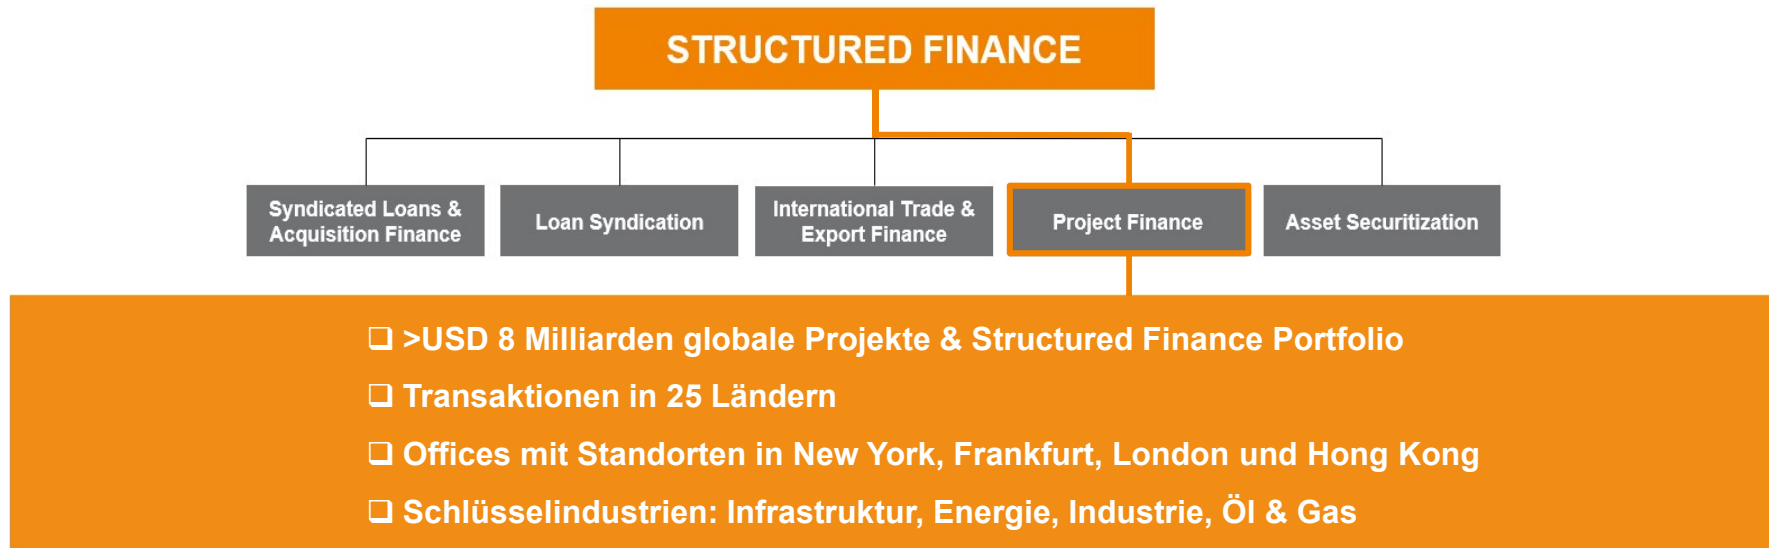 STRUCTURED FINANCE
Syndicated Loans &
Acquisition Finance
Loan Syndication
International Trade &
Export Finance
Project Finance
Asset Securitization
❑ >USD 8 Milliarden globale Projekte & Structured Finance Portfolio
❑ Transaktionen in 25 Ländern
❑ Offices mit Standorten in New York, Frankfurt, London und Hong Kong
❑ Schlüsselindustrien: Infrastruktur, Energie, Industrie, Öl & Gas